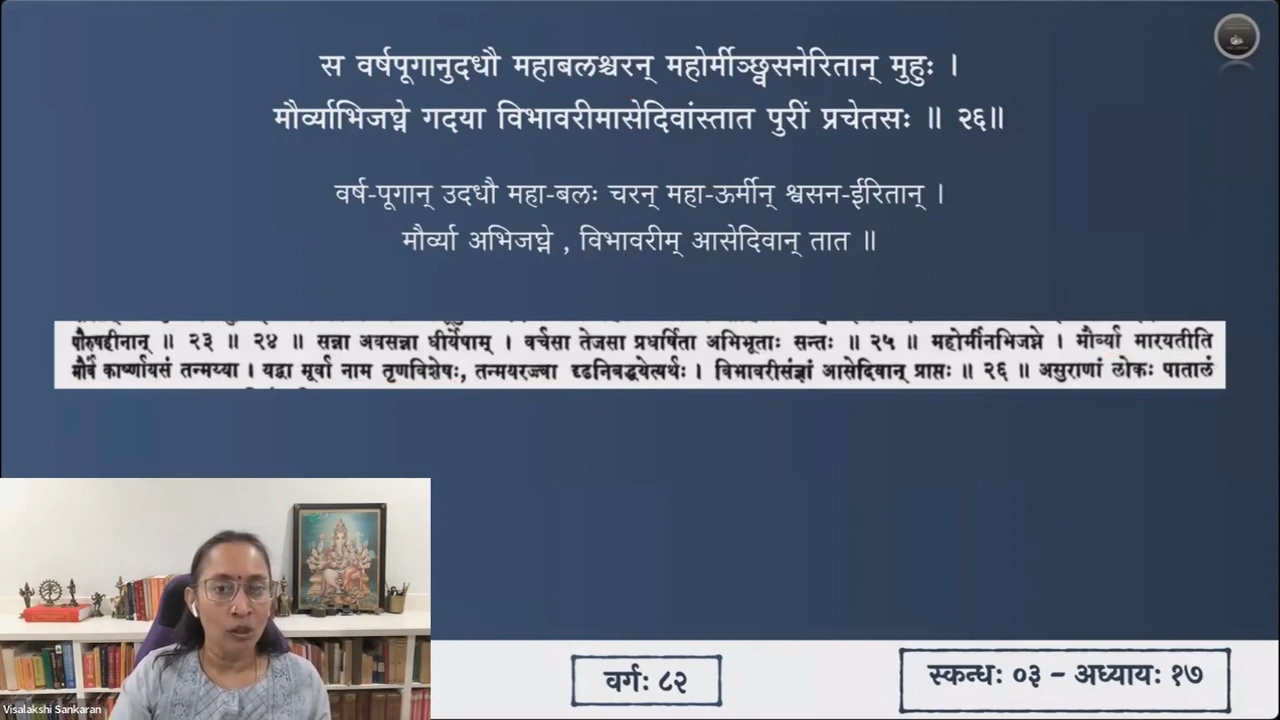 स वर्षपूगानुदधौ महाबलश्चरन् महोर्मीञ्छ्वसनेरितान् मुहुः ।
मौर्व्याभिजघ्ने गदया विभावरीमासेदिवांस्तात पुरीं प्रचेतसः ॥ २६॥
वर्ष-पूगान् उदधौ महा-बलः चरन् महा-ऊर्मीन् श्वसन-ईरितान् ।
मौर्व्या अभिजघ्ने , विभावरीम् आसेदिवान् तात ॥
पौरुषहीनान् ॥ २३ ॥ २४ ॥ सन्ना अवसन्ना धीर्येषाम् । वर्चसा तेजसा प्रधर्षिता अभिभूताः सन्तः ॥ २५ ॥ महोर्मीनभिजघ्ने । मौर्व्या मारयतीति
मौर्वं कार्ष्णायसं तन्मय्या । यद्वा मूर्वा नाम तृणविशेषः, तन्मयरज्वा दृढनिबद्धयेत्यर्थः । विभावरीसंज्ञां आसेदिवान् प्राप्तः ॥ २६ ॥ असुराणां लोकः पातालं
Visalakshi Sankaran
वर्गः ८२
स्कन्धः ०३ – अध्यायः १७